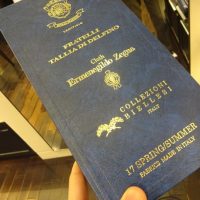 FRATELLI
TALLIA DI DELFINO
Cloth
Ermenegildo Zegna
COLLEZIONI
BIELLESI
ITALY
17 SPRING/SUMMER
FABRICS MADE IN ITALY